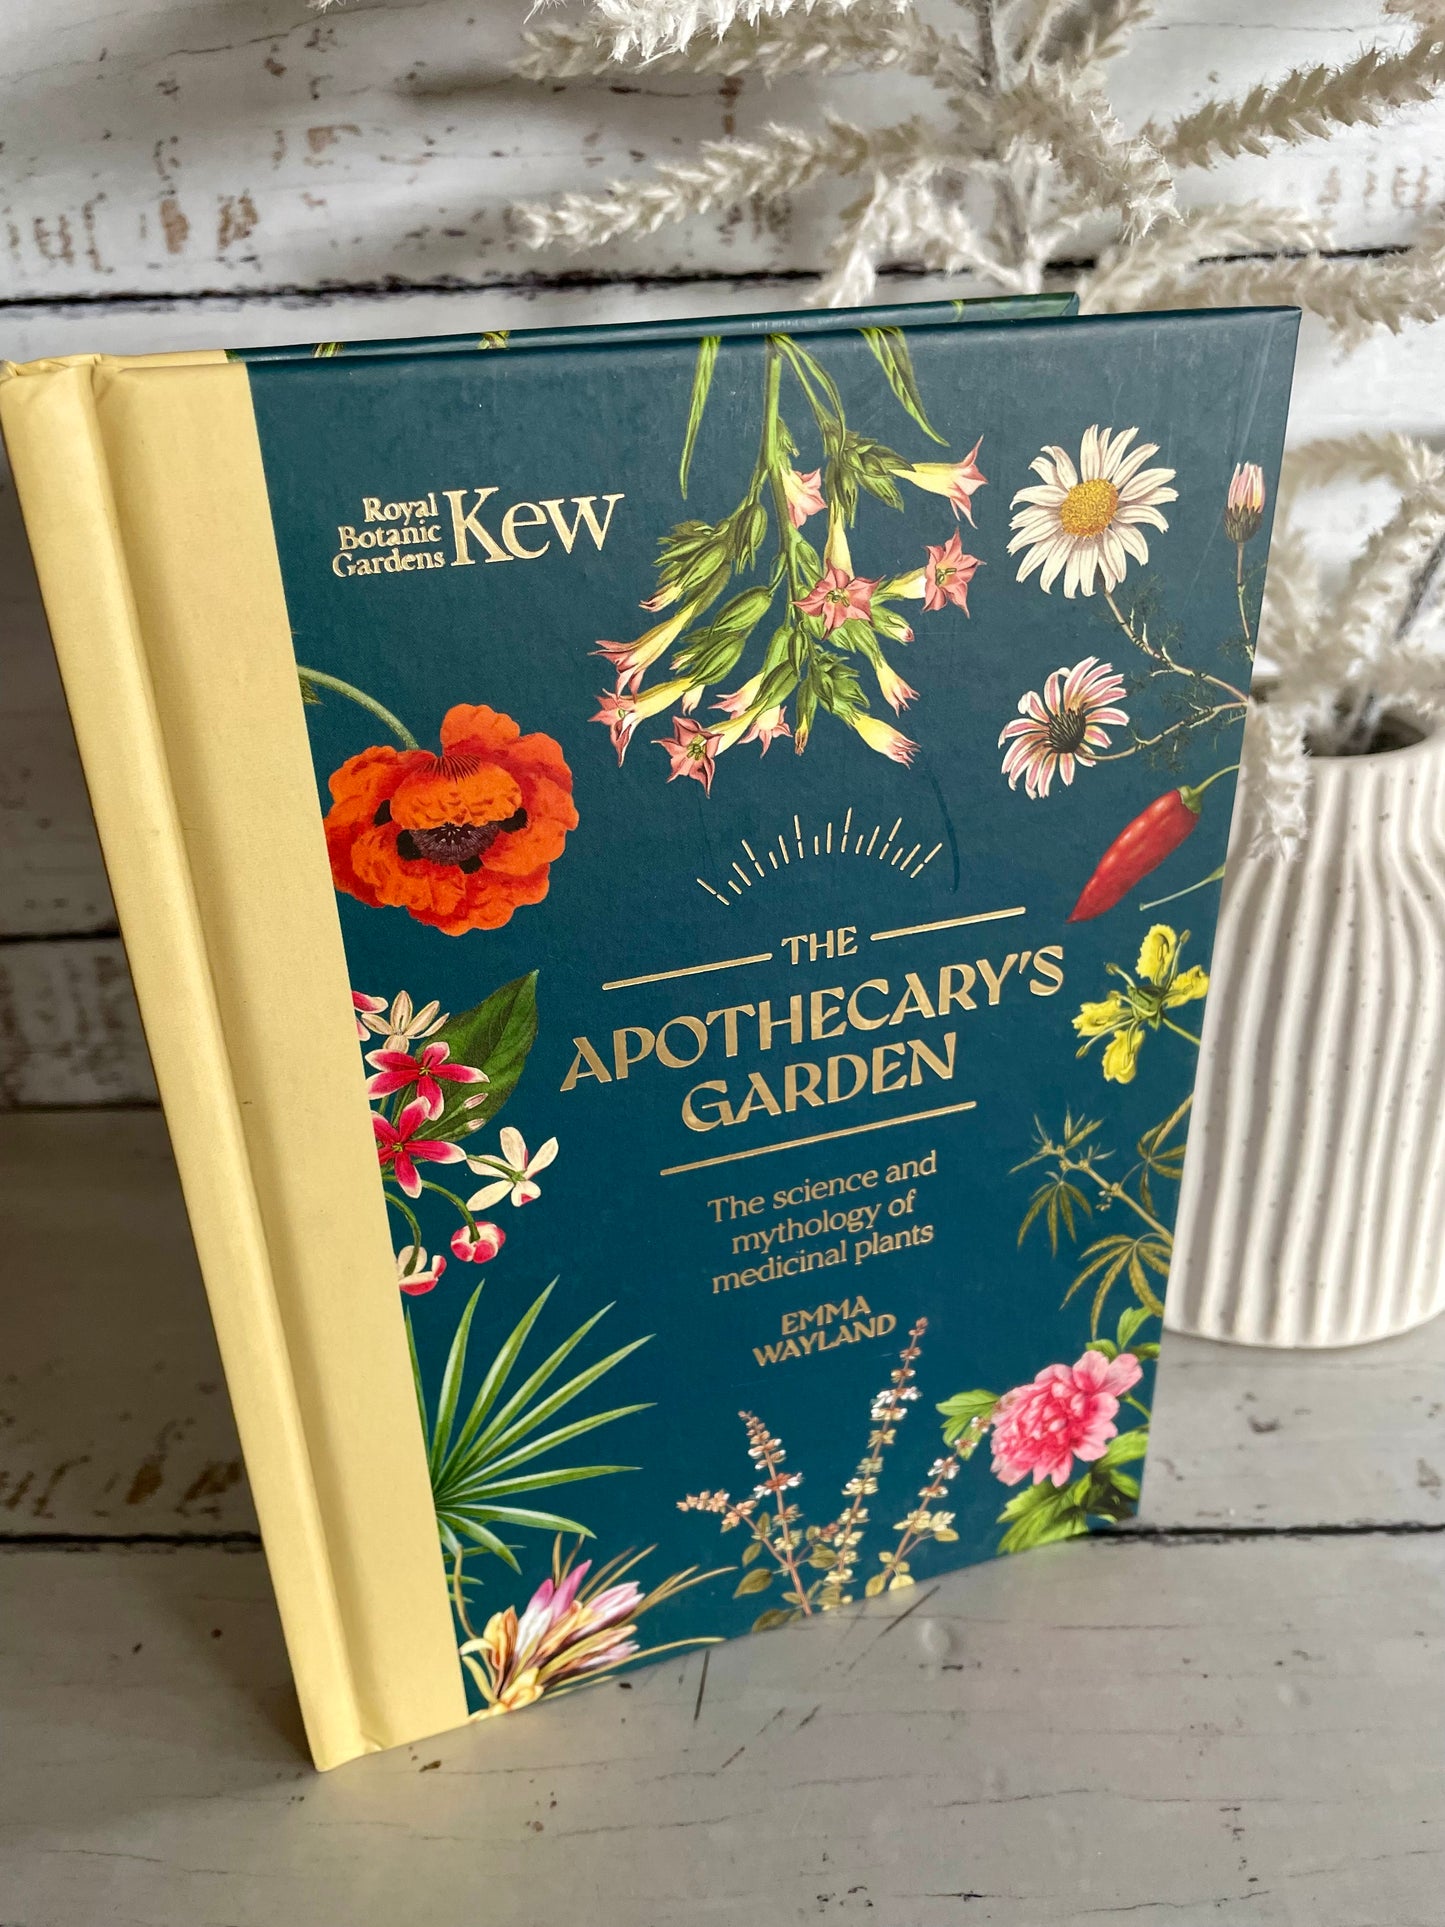 Royal
Botanic
Gardens
Kew
THE
APOTHECARY'S
GARDEN
The science and
mythology of
medicinal plants
EMMA
WAYLAND